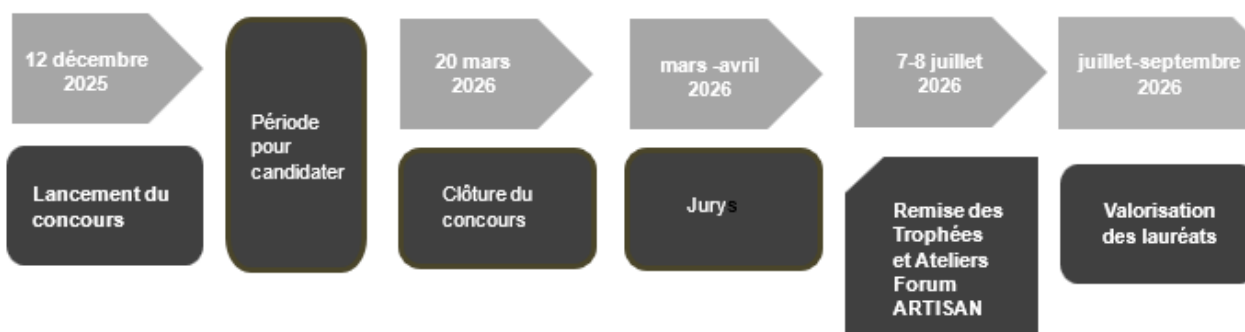 12 décembre
2025
Lancement du
concours
Période
pour
candidater
20 mars
2026
Clôture du
concours
mars -avril
2026
Jurys
7-8 juillet
2026
Remise des
Trophées
et Ateliers
Forum
ARTISAN
juillet-septembre
2026
Valorisation
des lauréats